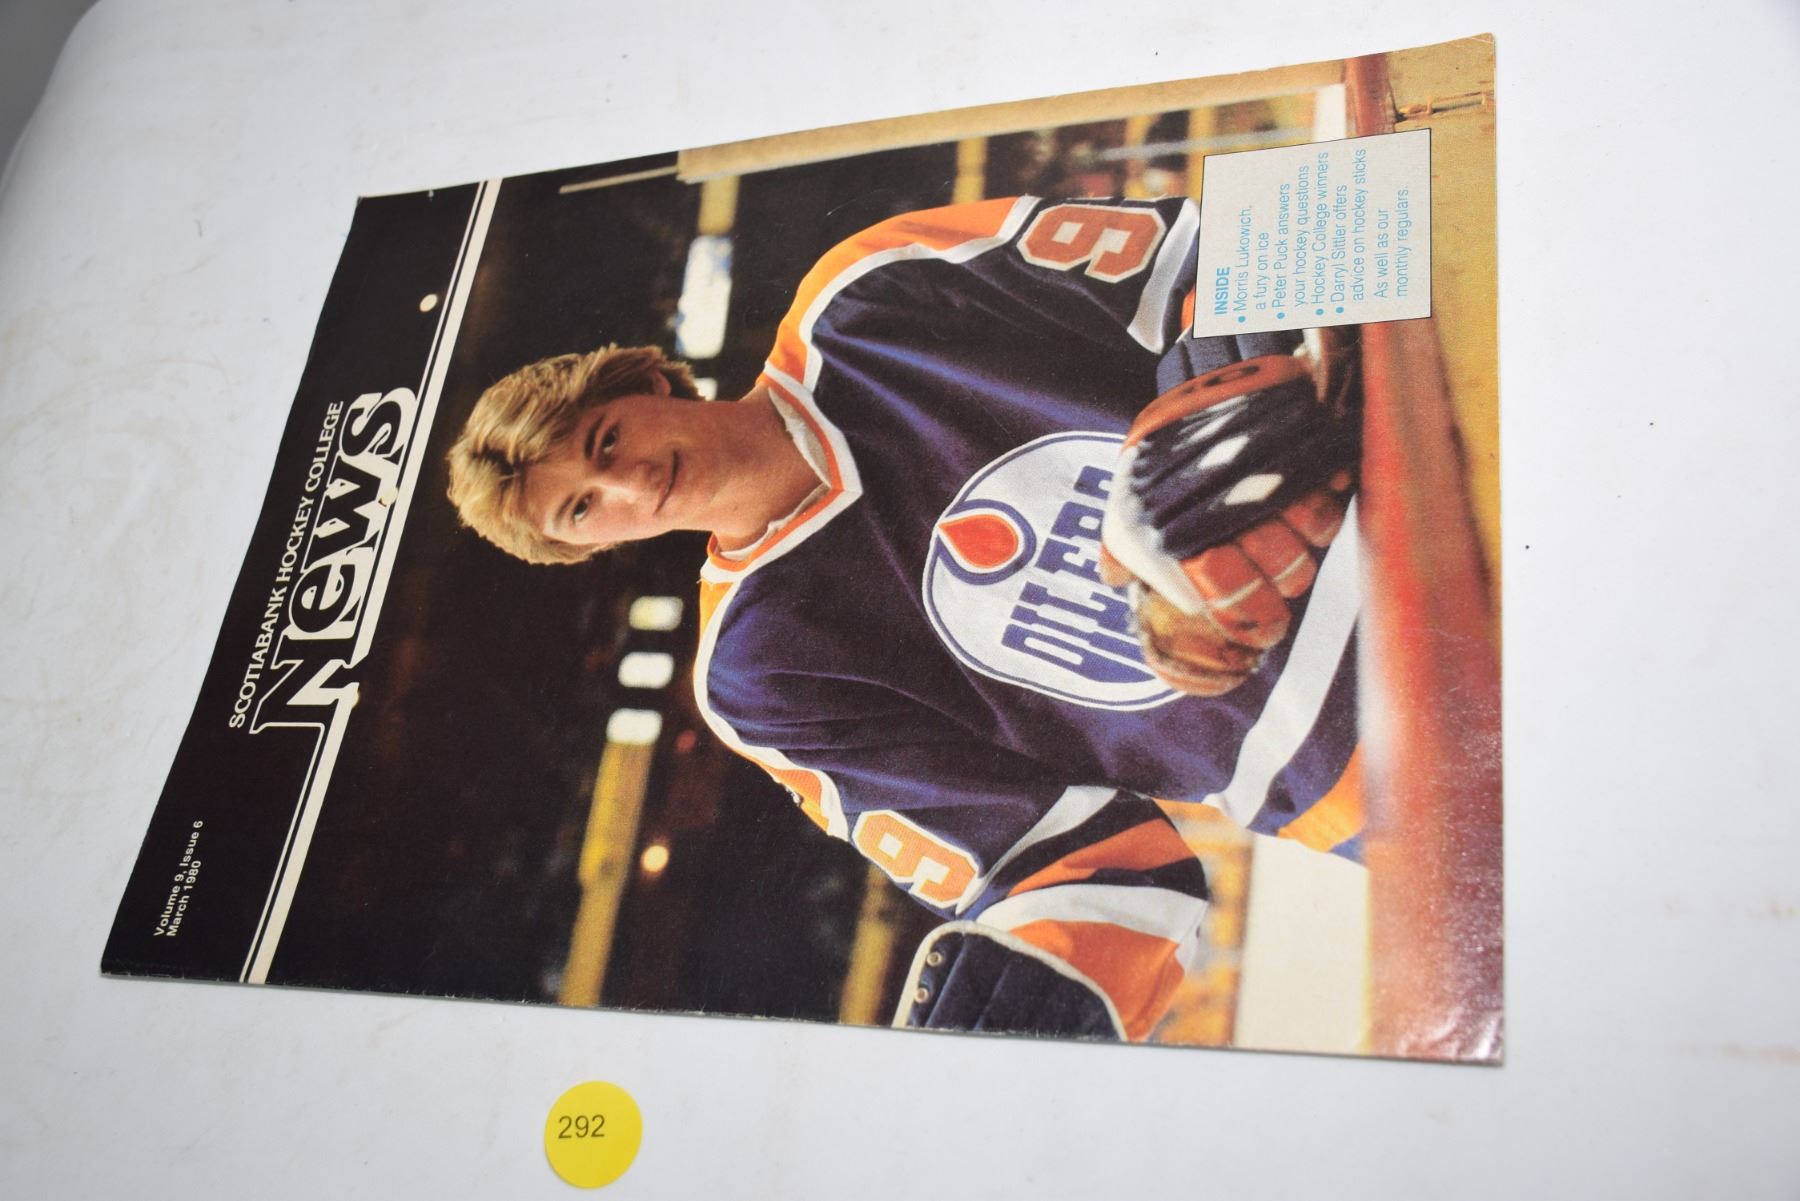 Volume 9, Issue 6
March 1980
SCOTIABANK HOCKEY COLLEGE
News
9
9
INSIDE
• Morris Lukowich,
a fury on ice
• Peter Puck answers
your hockey questions
• Hockey College winners
• Darryl Sittler offers
advice on hockey sticks
As well as our
monthly regulars.
292